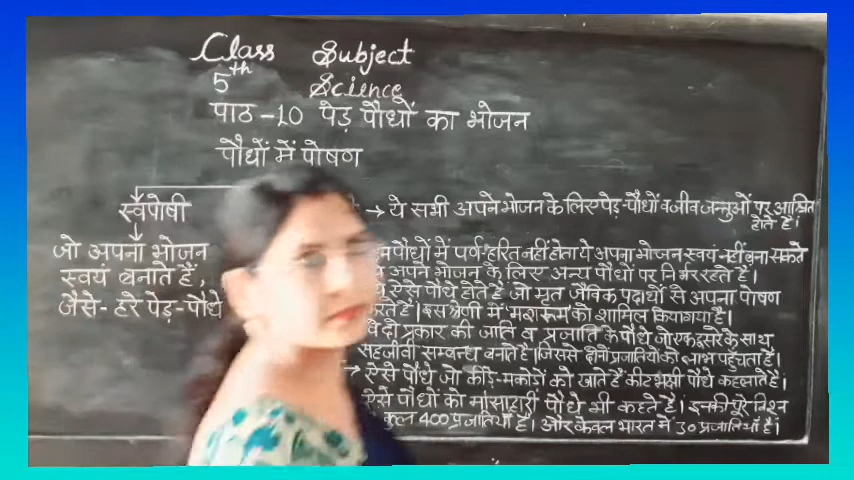 Class Subject
5th Science
पाठ -10 पेड़ पौधों का भोजन
पौधों में पोषण
स्वपोषी
जो अपना भोजन
स्वयं बनाते हैं,
जैसे- हरे पेड़-पौधे
→ ये सभी अपने भोजन के लिए पेड़-पौधों व जीव जन्तुओं पर आश्रित
होते हैं।
पौधों में पर्ण हरित नहीं होता ये अपना भोजन स्वयं नहीं बना सकते
अपने भोजन के लिए अन्य पौधों पर निर्भर रहते हैं।
ऐसे पौधे होते हैं जो मृत जैविक पदार्थों से अपना पोषण
करते हैं। इस श्रेणी में मशरूम को शामिल किया गया है।
दो प्रकार की जाति व प्रजाति के पौधे जो एक दूसरे के साथ
सहजीवी सम्बन्ध बनाते हैं। जिससे दोनों प्रजातियों को लाभ पहुँचता है।
→ ऐसे पौधे जो कीड़े-मकोडों को खाते हैं कीट भक्षी पौधे कहलाते हैं।
ऐसे पौधों को मांसाहारी पौधे भी कहते हैं। इनकी पूरे विश्व
कुल 400 प्रजातियाँ हैं। और केवल भारत में 30 प्रजातियाँ हैं।